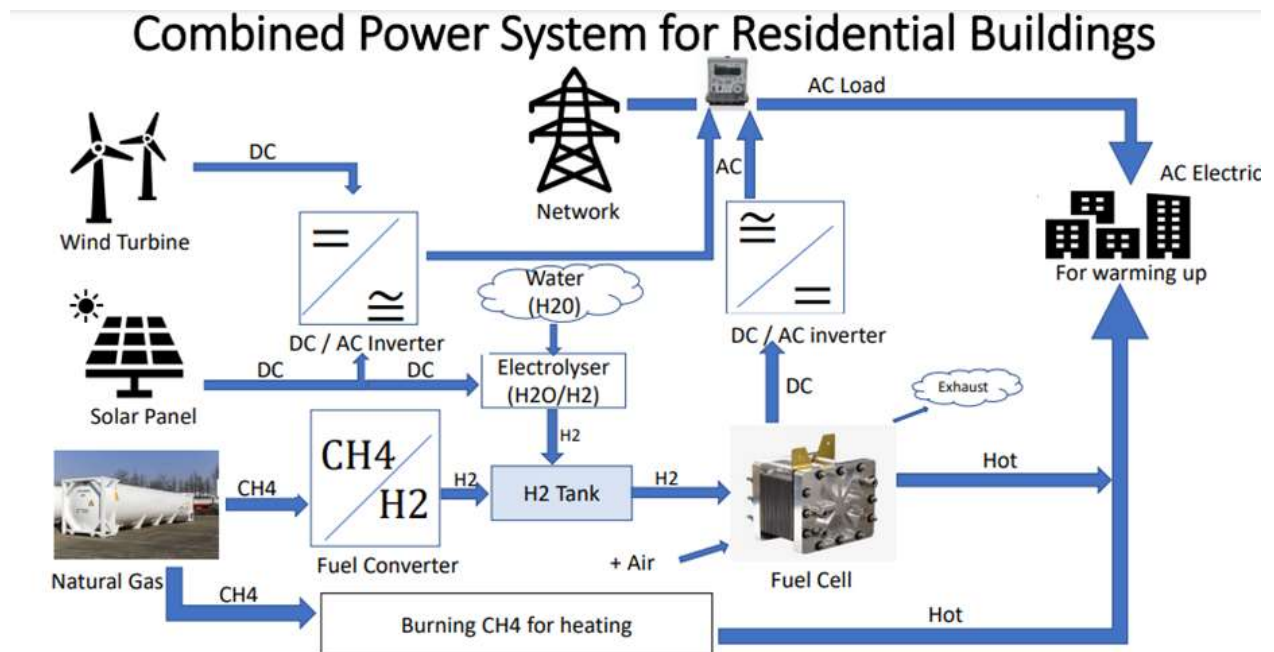 Combined Power System for Residential Buildings
AC Load
DC
AC
AC Electric
Network
Wind Turbine
=
≅
≅
=
Water
(H20)
For warming up
DC / AC Inverter
DC / AC inverter
DC
DC
Electrolyser
(H2O/H2)
DC
Exhaust
Solar Panel
H2
CH4
CH4
H2
H2
H2 Tank
H2
Hot
+ Air
Fuel Converter
Fuel Cell
Natural Gas
CH4
Burning CH4 for heating
Hot